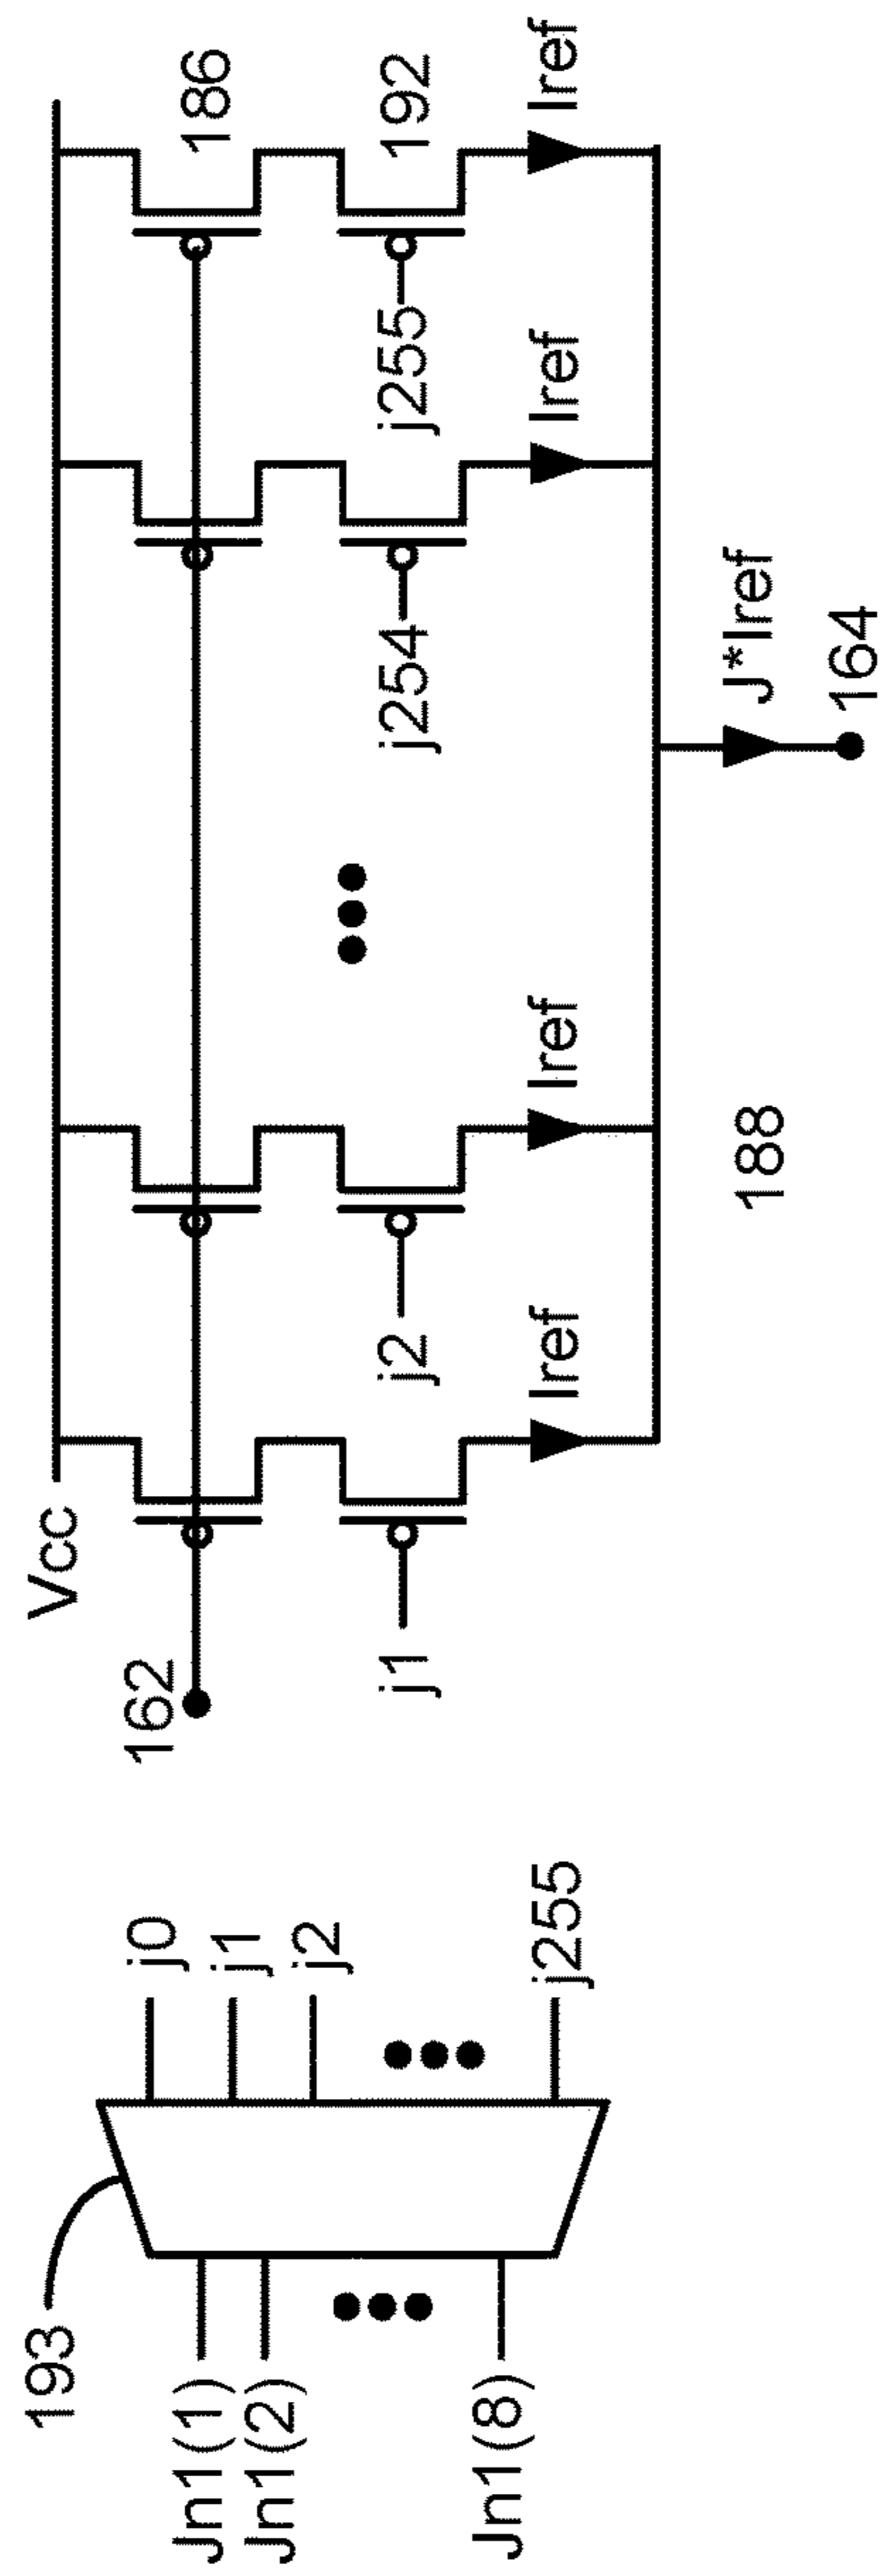 193
Jn1(1)
Jn1(2)
Jn1(8)
j0
j1
j2
j255
Vcc
162
186
192
j1
j2
j254
j255
Iref
Iref
Iref
Iref
188
J*Iref
164